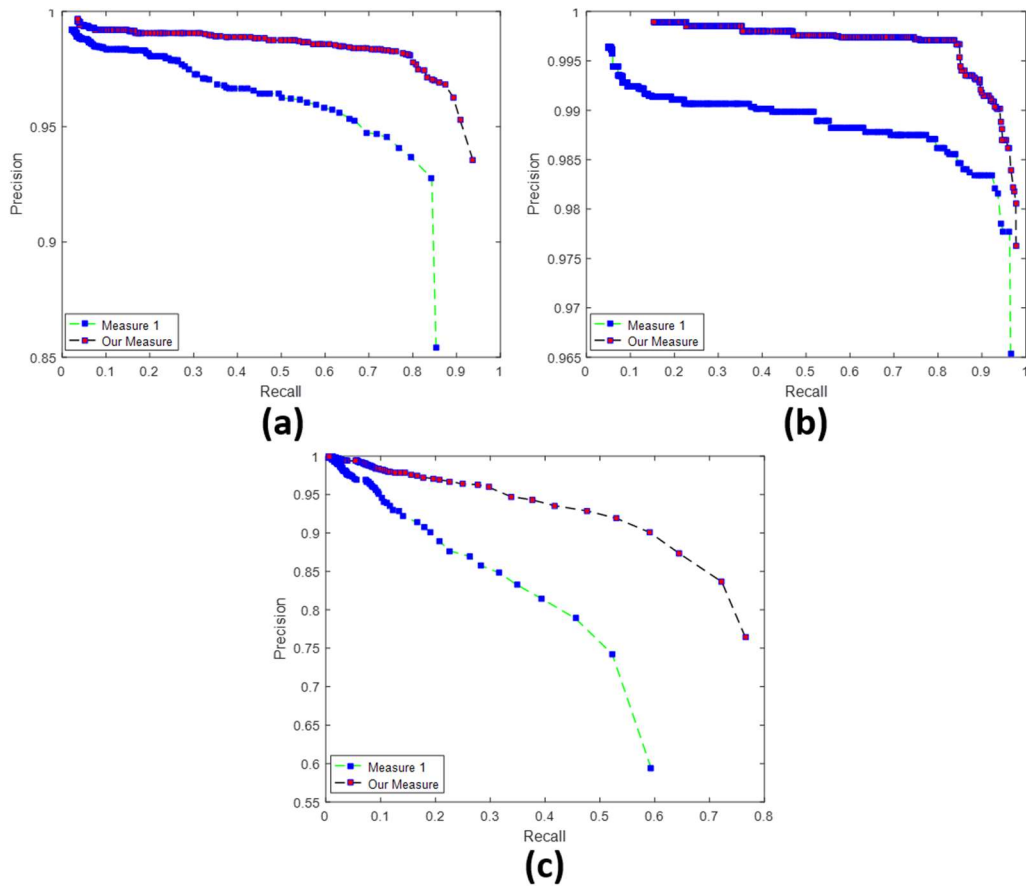 1
0.95
0.9
0.85
Precision
Measure 1
Our Measure
0 0.1 0.2 0.3 0.4 0.5 0.6 0.7 0.8 0.9 1
Recall
(a)
0.995
0.99
0.985
0.98
0.975
0.97
0.965
Precision
Measure 1
Our Measure
0 0.1 0.2 0.3 0.4 0.5 0.6 0.7 0.8 0.9 1
Recall
(b)
1
0.95
0.9
0.85
0.8
0.75
0.7
0.65
0.6
0.55
Precision
Measure 1
Our Measure
0 0.1 0.2 0.3 0.4 0.5 0.6 0.7 0.8
Recall
(c)